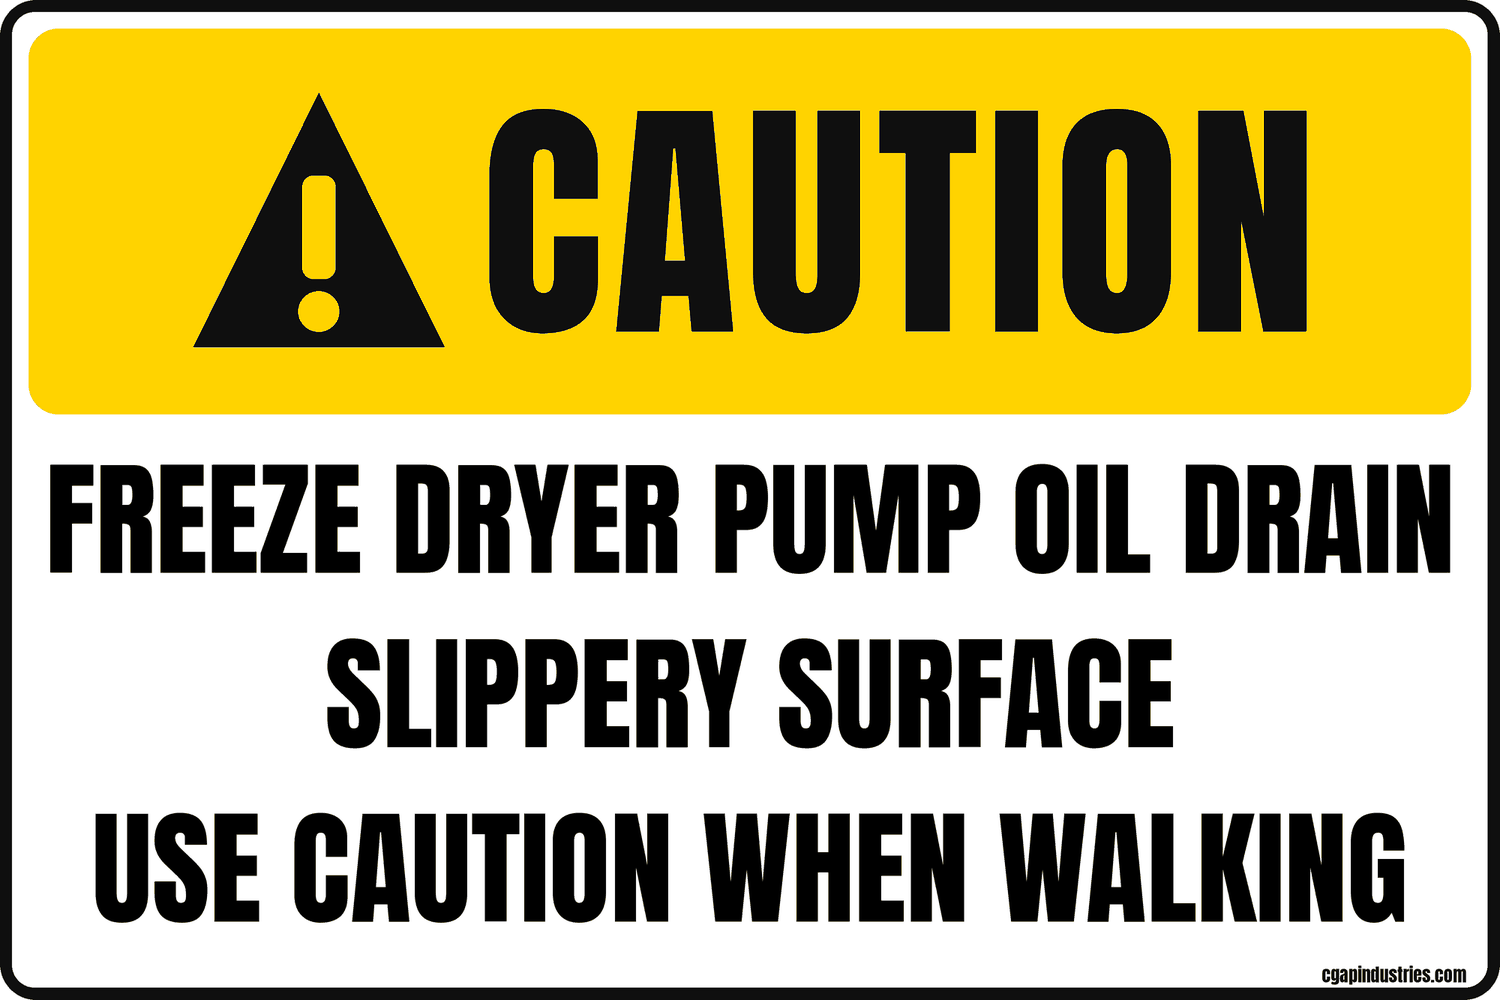 CAUTION
FREEZE DRYER PUMP OIL DRAIN
SLIPPERY SURFACE
USE CAUTION WHEN WALKING
cgapindustries.com